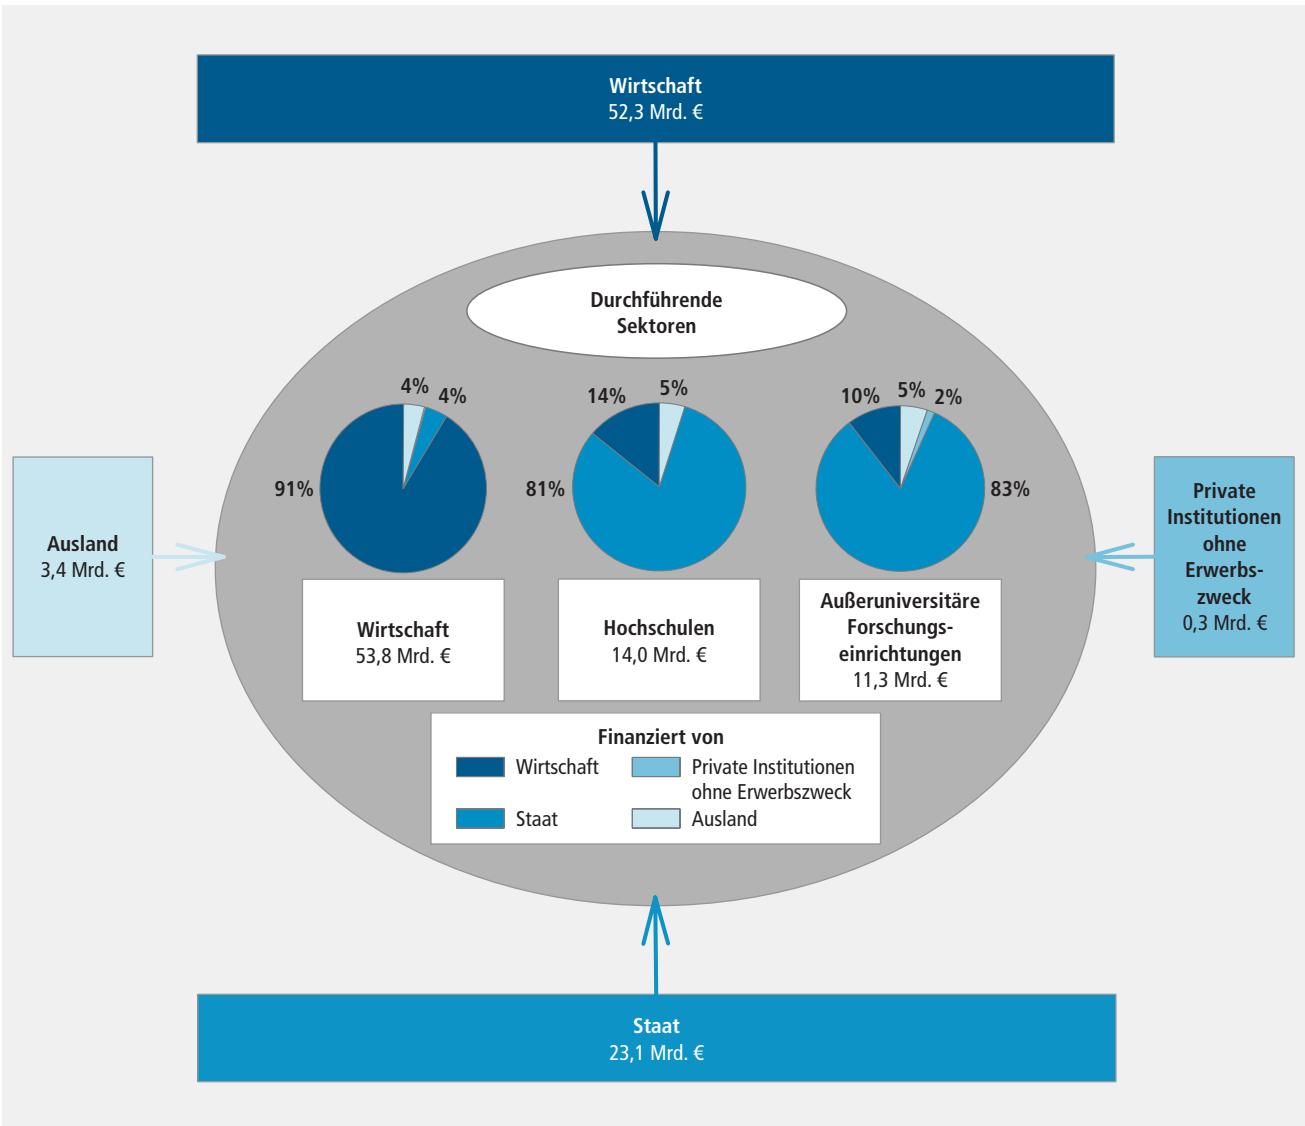 Wirtschaft
52,3 Mrd. €
Durchführende
Sektoren
4%
4%
91%
14%
5%
81%
10%
5%
2%
83%
Ausland
3,4 Mrd. €
Private
Institutionen
ohne
Erwerbs-
zweck
0,3 Mrd. €
Wirtschaft
53,8 Mrd. €
Hochschulen
14,0 Mrd. €
Außeruniversitäre
Forschungs-
einrichtungen
11,3 Mrd. €
Finanziert von
Wirtschaft
Private Institutionen
ohne Erwerbszweck
Staat
Ausland
Staat
23,1 Mrd. €